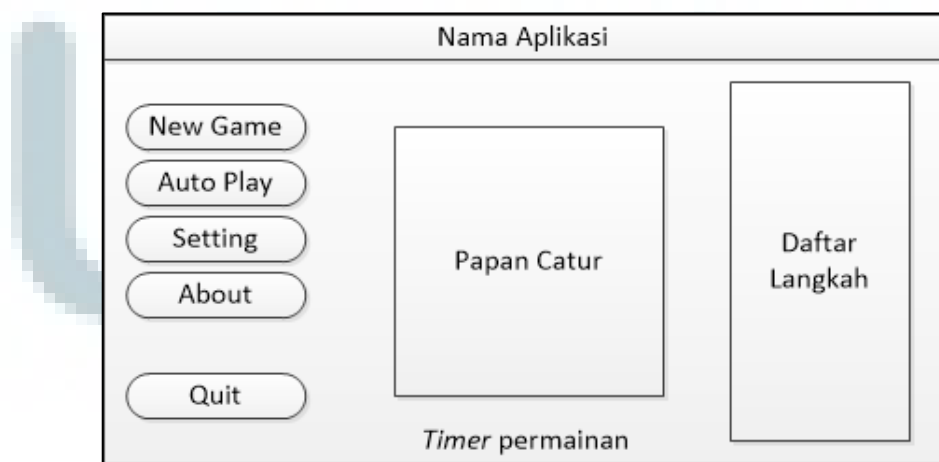 Nama Aplikasi
New Game
Auto Play
Setting
About
Quit
Papan Catur
Timer permainan
Daftar
Langkah